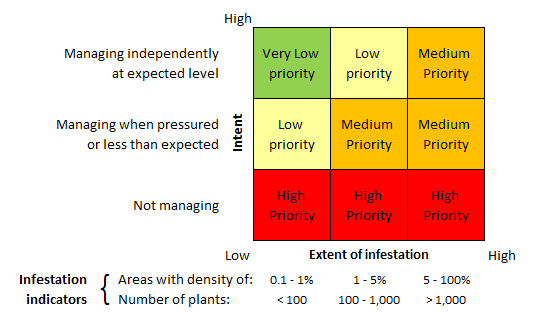 High
Managing independently
at expected level
Very Low
priority
Low
priority
Medium
Priority
Managing when pressured
or less than expected
Intent
Low
priority
Medium
Priority
Medium
Priority
Not managing
High
Priority
High
Priority
High
Priority
Low
Extent of infestation
High
Infestation
indicators
Areas with density of: 0.1 - 1% 1 - 5% 5 - 100%
Number of plants: < 100 100 - 1,000 > 1,000